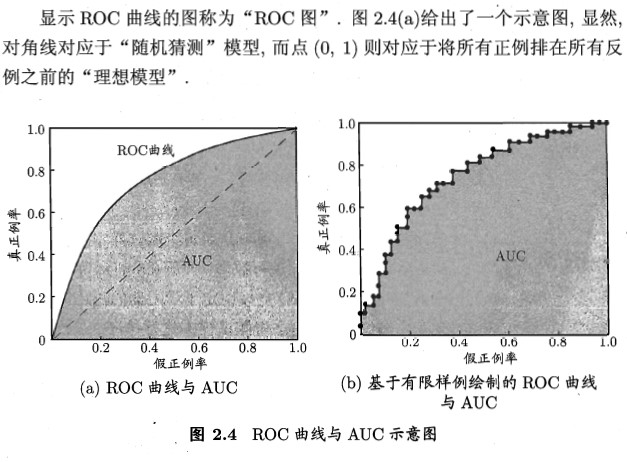 显示 ROC 曲线的图称为“ROC 图”. 图 2.4(a)给出了一个示意图, 显然,
对角线对应于“随机猜测”模型, 而点 (0, 1) 则对应于将所有正例排在所有反
例之前的“理想模型”.
1.0
0.8
0.6
0.4
0.2
0
真正例率
ROC曲线
AUC
0.2
0.4
0.6
0.8
1.0
假正例率
(a) ROC 曲线与 AUC
1.0
0.8
0.6
0.4
0.2
0
真正例率
AUC
0.2
0.4
0.6
0.8
1.0
假正例率
(b) 基于有限样例绘制的 ROC 曲线
与 AUC
图 2.4 ROC 曲线与 AUC 示意图